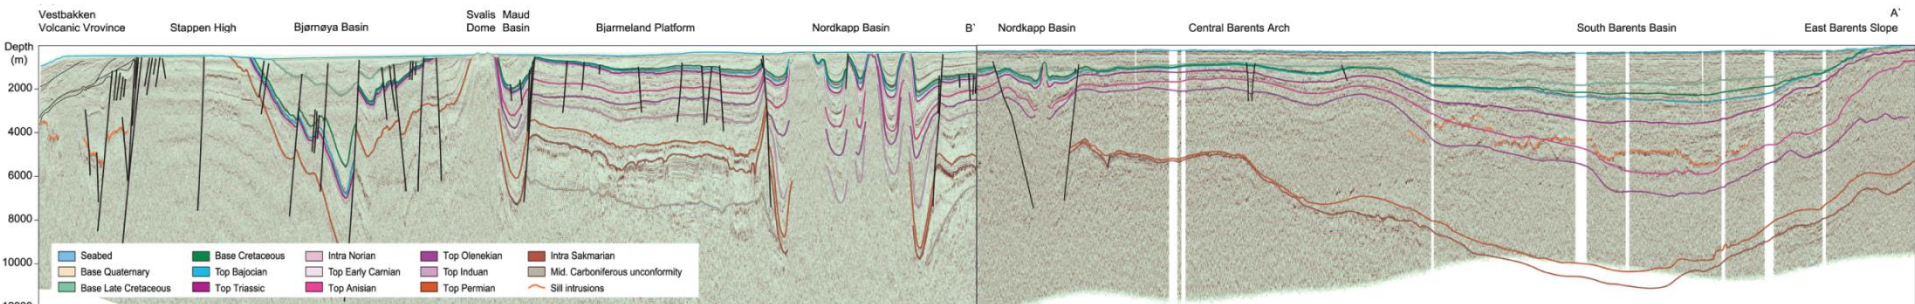 Vestbakken
Volcanic Vrovince
Stappen High
Bjørnøya Basin
Svalis
Dome
Maud
Basin
Bjarmeland Platform
Nordkapp Basin
B`
Nordkapp Basin
Central Barents Arch
South Barents Basin
East Barents Slope
A`
Depth
(m)
2000
4000
6000
8000
10000
Seabed
Base Quaternary
Base Late Cretaceous
Base Cretaceous
Top Bajocian
Top Triassic
Intra Norian
Top Early Carnian
Top Anisian
Top Olenekian
Top Induan
Top Permian
Intra Sakmarian
Mid. Carboniferous unconformity
Sill intrusions